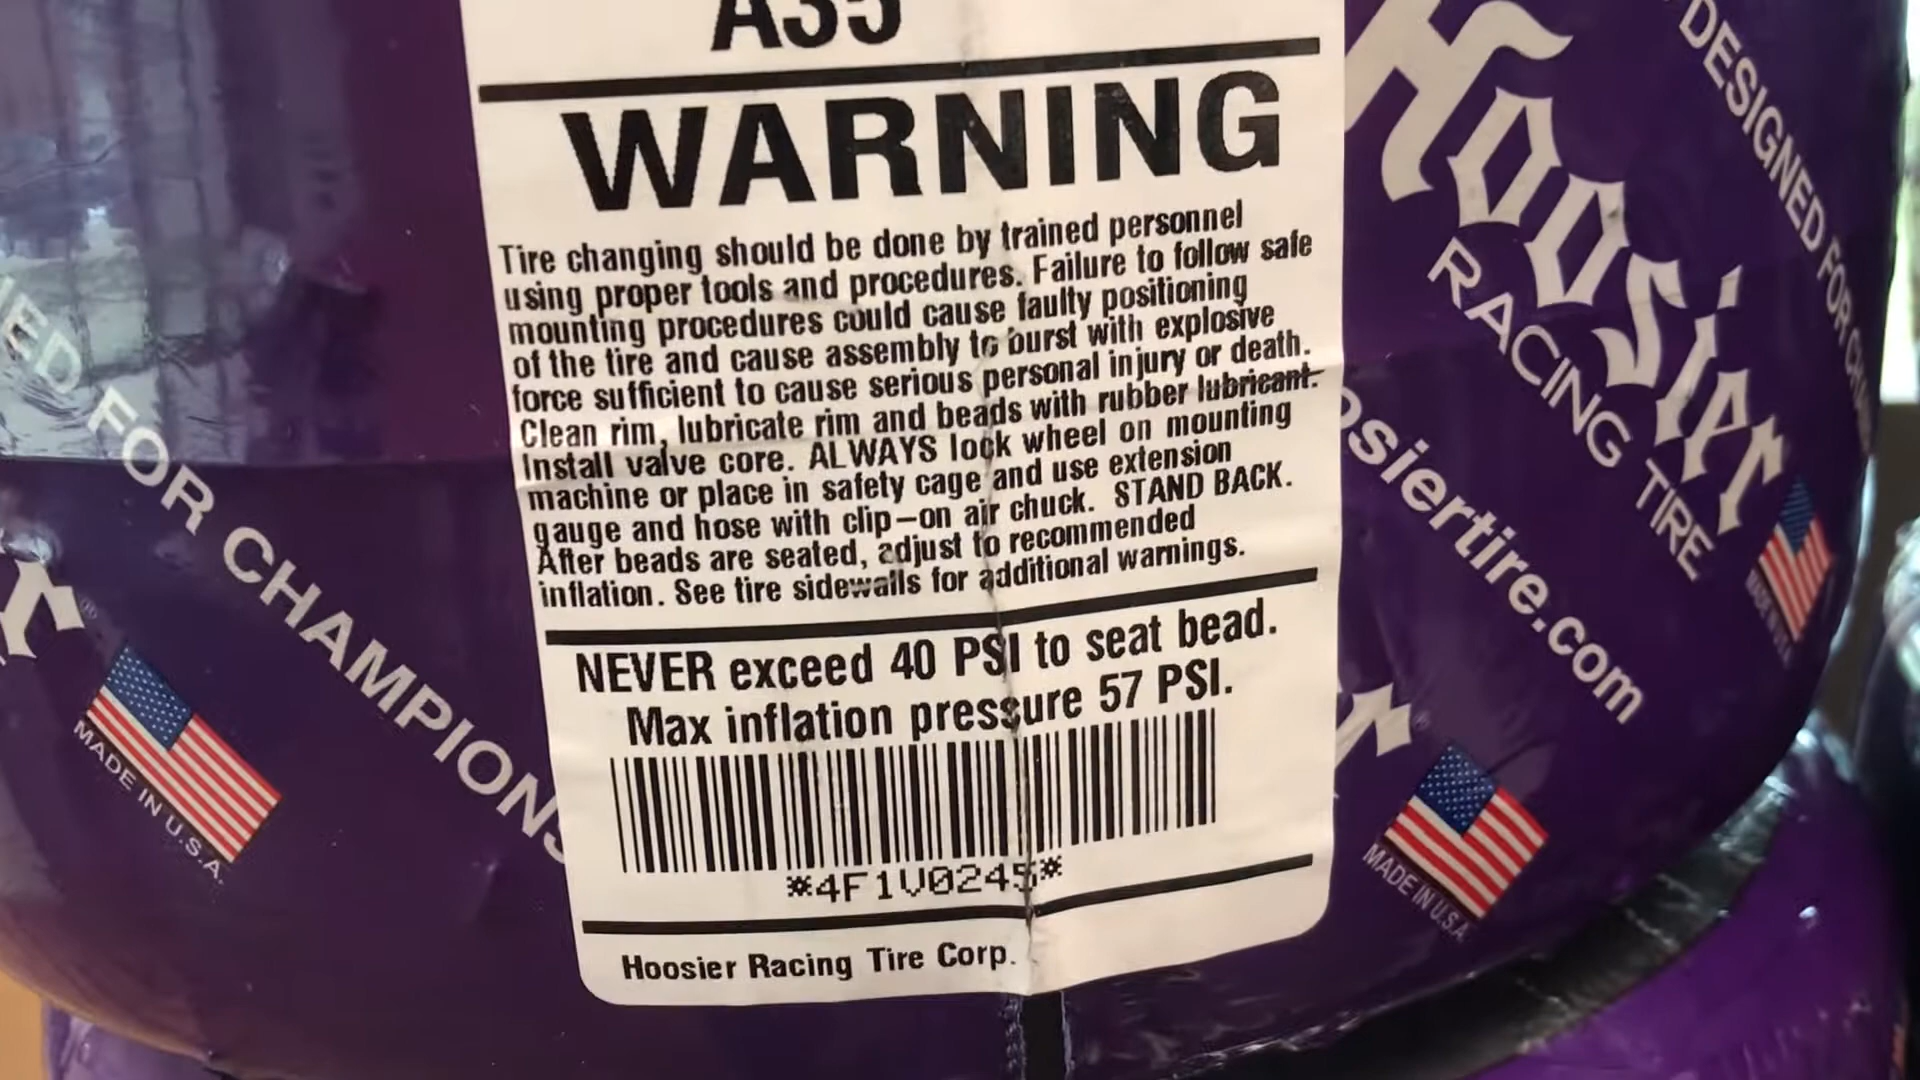 A35
WARNING
Tire changing should be done by trained personnel
using proper tools and procedures. Failure to follow safe
mounting procedures could cause faulty positioning
of the tire and cause assembly to burst with explosive
force sufficient to cause serious personal injury or death.
Clean rim, lubricate rim and beads with rubber lubricant.
Install valve core. ALWAYS lock wheel on mounting
machine or place in safety cage and use extension
gauge and hose with clip-on air chuck. STAND BACK.
After beads are seated, adjust to recommended
inflation. See tire sidewalls for additional warnings.
NEVER exceed 40 PSI to seat bead.
Max inflation pressure 57 PSI.
*4F1V0245*
Hoosier Racing Tire Corp.
FOR CHAMPIONS
MADE IN U.S.A.
Hoosier
RACING TIRE
DESIGNED FOR
osiertire.com
MADE IN U.S.A.